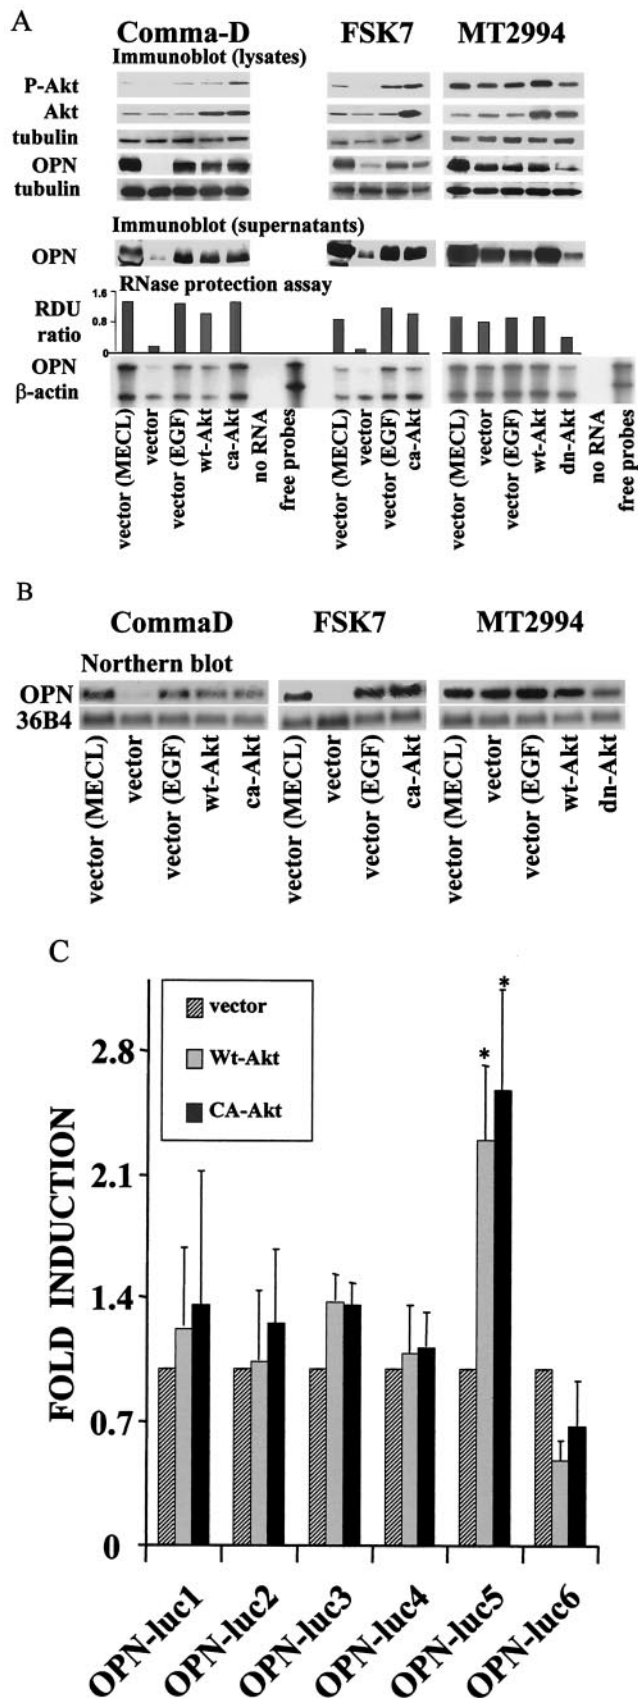 A
Comma-D FSK7 MT2994
Immunoblot (lysates)
P-Akt
Akt
tubulin
OPN
tubulin
Immunoblot (supernatants)
OPN
RNase protection assay
1.6
RDU
0.8
ratio
0
OPN
β-actin
vector (MECL) vector vector (EGF) wt-Akt ca-Akt no RNA free probes vector (MECL) vector vector (EGF) ca-Akt vector (MECL) vector vector (EGF) wt-Akt dn-Akt no RNA free probes
B
CommaD FSK7 MT2994
Northern blot
OPN
36B4
vector (MECL) vector vector (EGF) wt-Akt ca-Akt vector (MECL) vector vector (EGF) ca-Akt vector (MECL) vector vector (EGF) wt-Akt dn-Akt
C
vector
Wt-Akt
CA-Akt
* *
FOLD INDUCTION
2.8
2.1
1.4
0.7
0
OPN-luc1 OPN-luc2 OPN-luc3 OPN-luc4 OPN-luc5 OPN-luc6